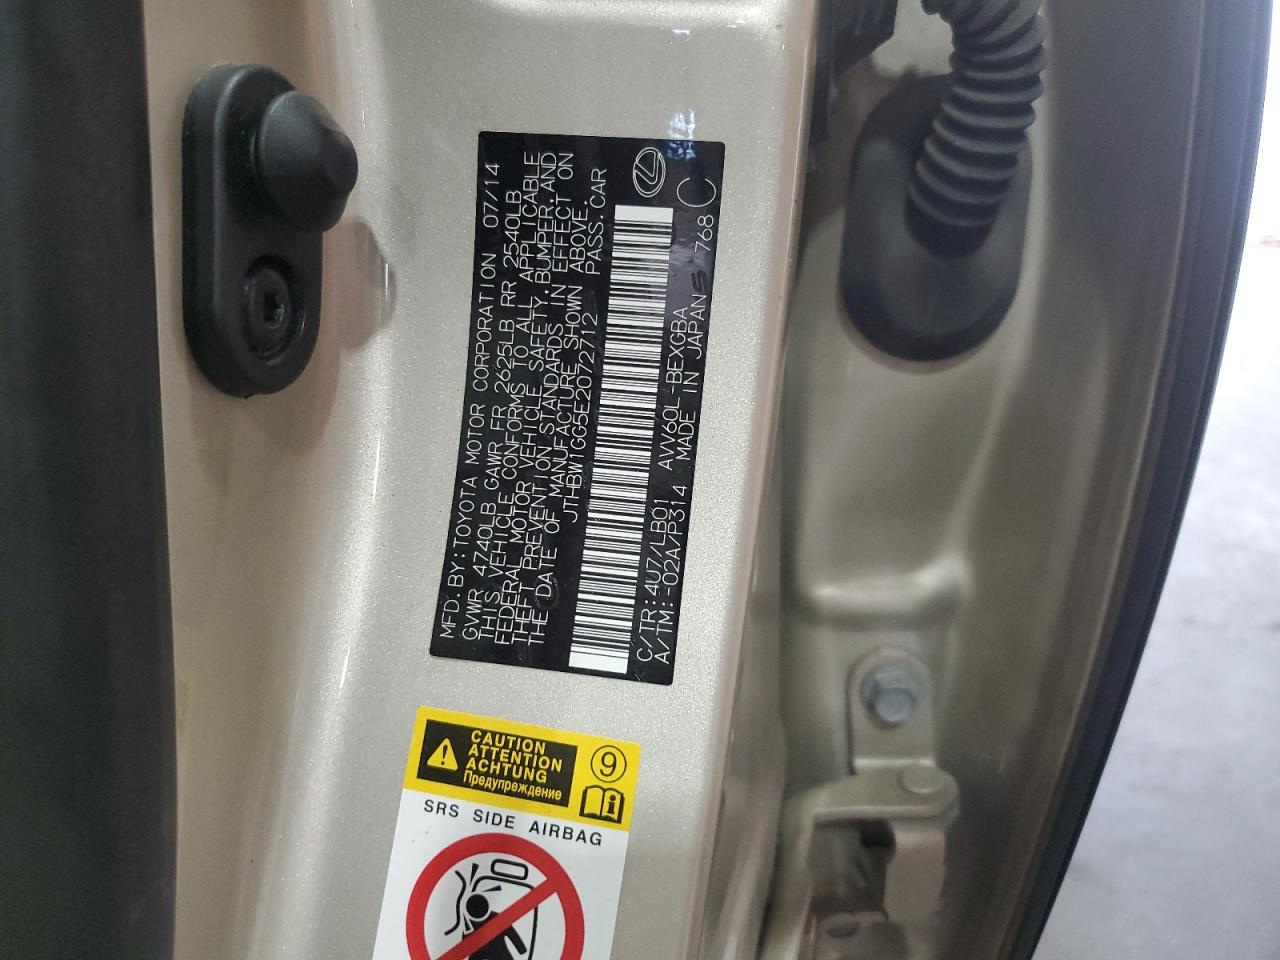 MFD.BY:TOYOTA MOTOR CORPORATION 07/14
GVWR 4740LB GAWR FR 2625LB RR 2540LB
THIS VEHICLE CONFORMS TO ALL APPLICABLE
FEDERAL MOTOR VEHICLE SAFETY,BUMPER,AND
THEFT PREVENTION STANDARDS IN EFFECT ON
THE DATE OF MANUFACTURE SHOWN ABOVE.
JTHBW1GG5E2072712 PASS.CAR
C/TR:4U7/LB01 AVV60L-BEXGBA
A/TM:-02A/P314 MADE IN JAPAN 768
C
CAUTION
ATTENTION
ACHTUNG
Предупреждение
9
SRS SIDE AIRBAG